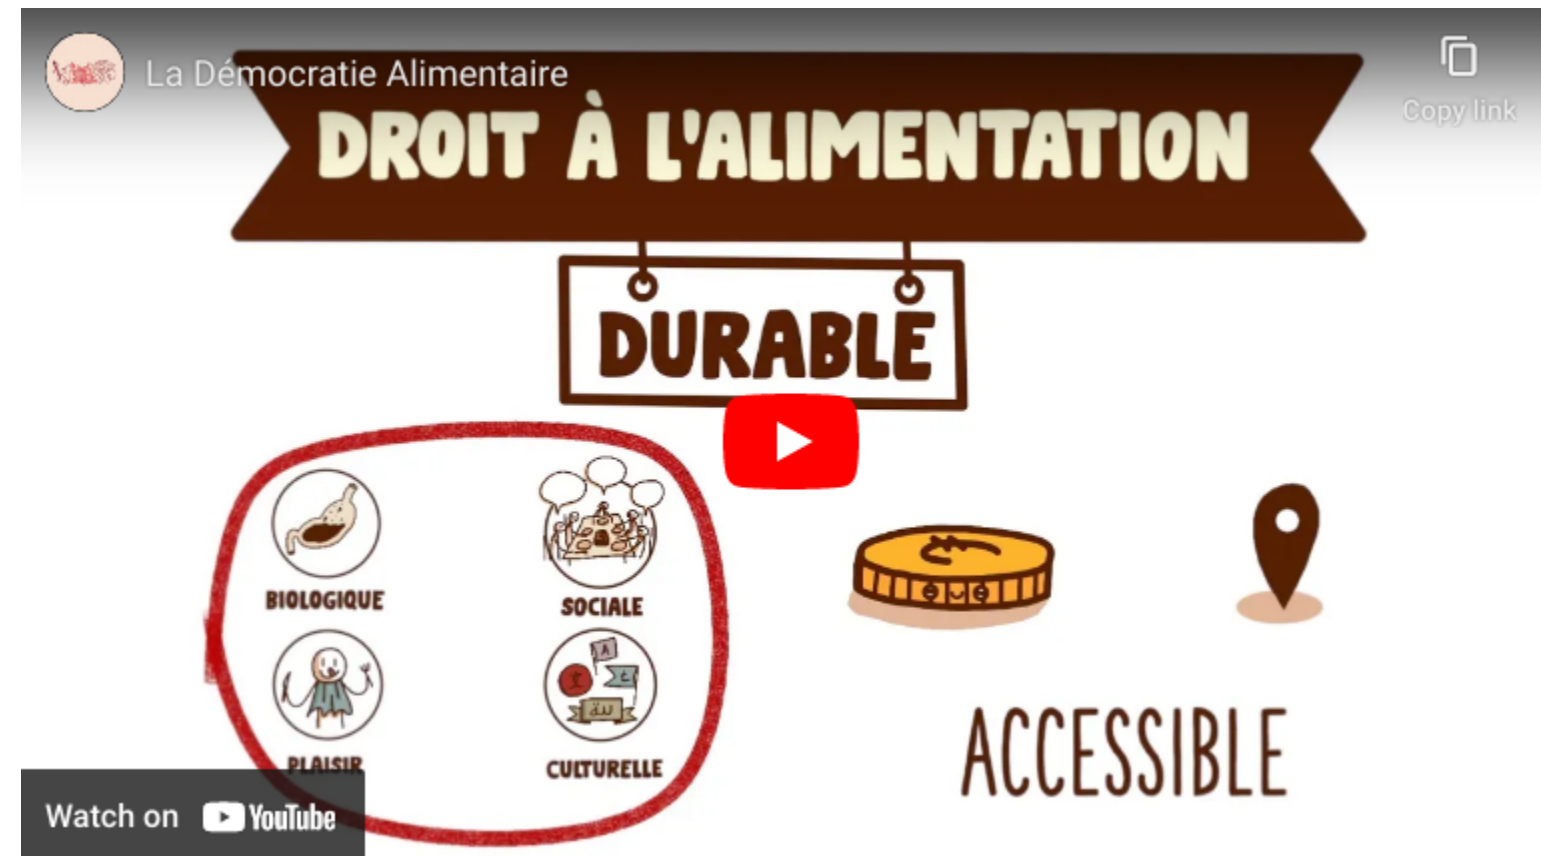 La Démocratie Alimentaire
Copy link
DROIT À L'ALIMENTATION
DURABLE
BIOLOGIQUE
SOCIALE
PLAISIR
CULTURELLE
ACCESSIBLE
Watch on YouTube